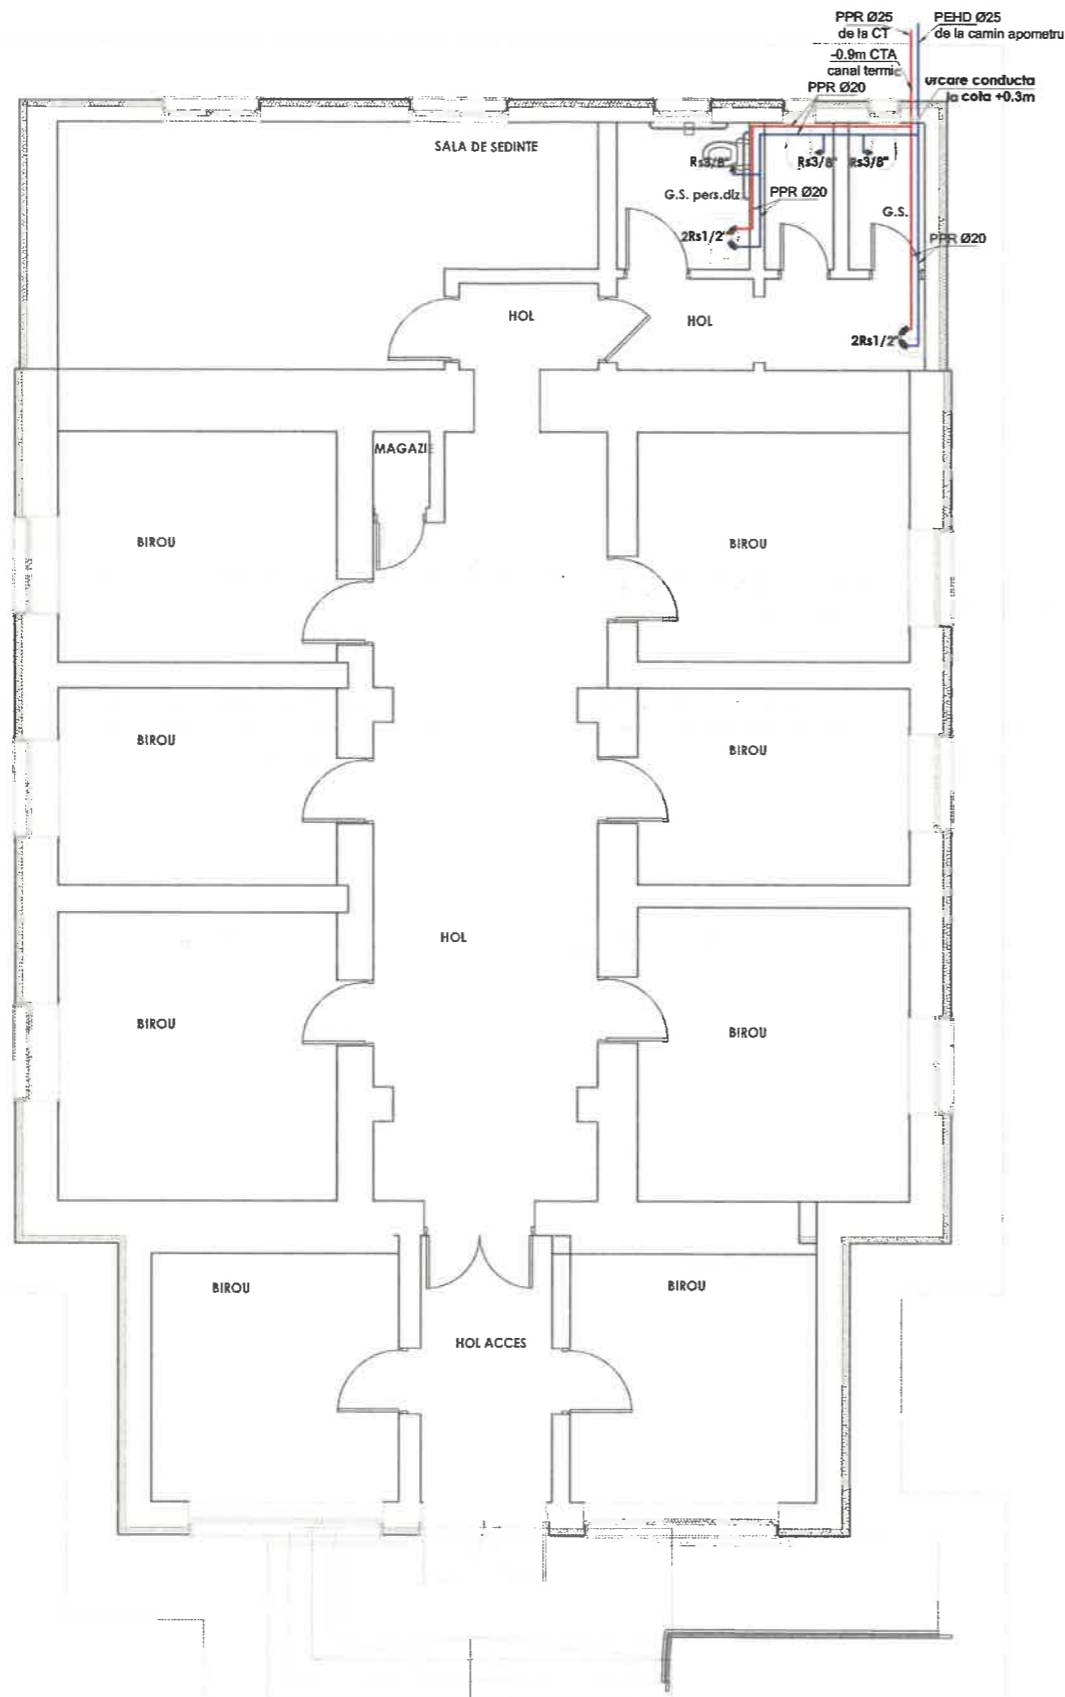 PPR Ø25
de la CT
PEHD Ø25
de la camin apometru
-0.9m CTA
canal termic
urcare conducta
la cota +0.3m
PPR Ø20
SALA DE SEDINTE
Rs3/8"
Rs3/8"
Rs3/8"
G.S. pers.diz.
PPR Ø20
G.S.
2Rs1/2"
PPR Ø20
HOL
HOL
2Rs1/2"
MAGAZIE
BIROU
BIROU
BIROU
BIROU
HOL
BIROU
BIROU
BIROU
BIROU
HOL ACCES